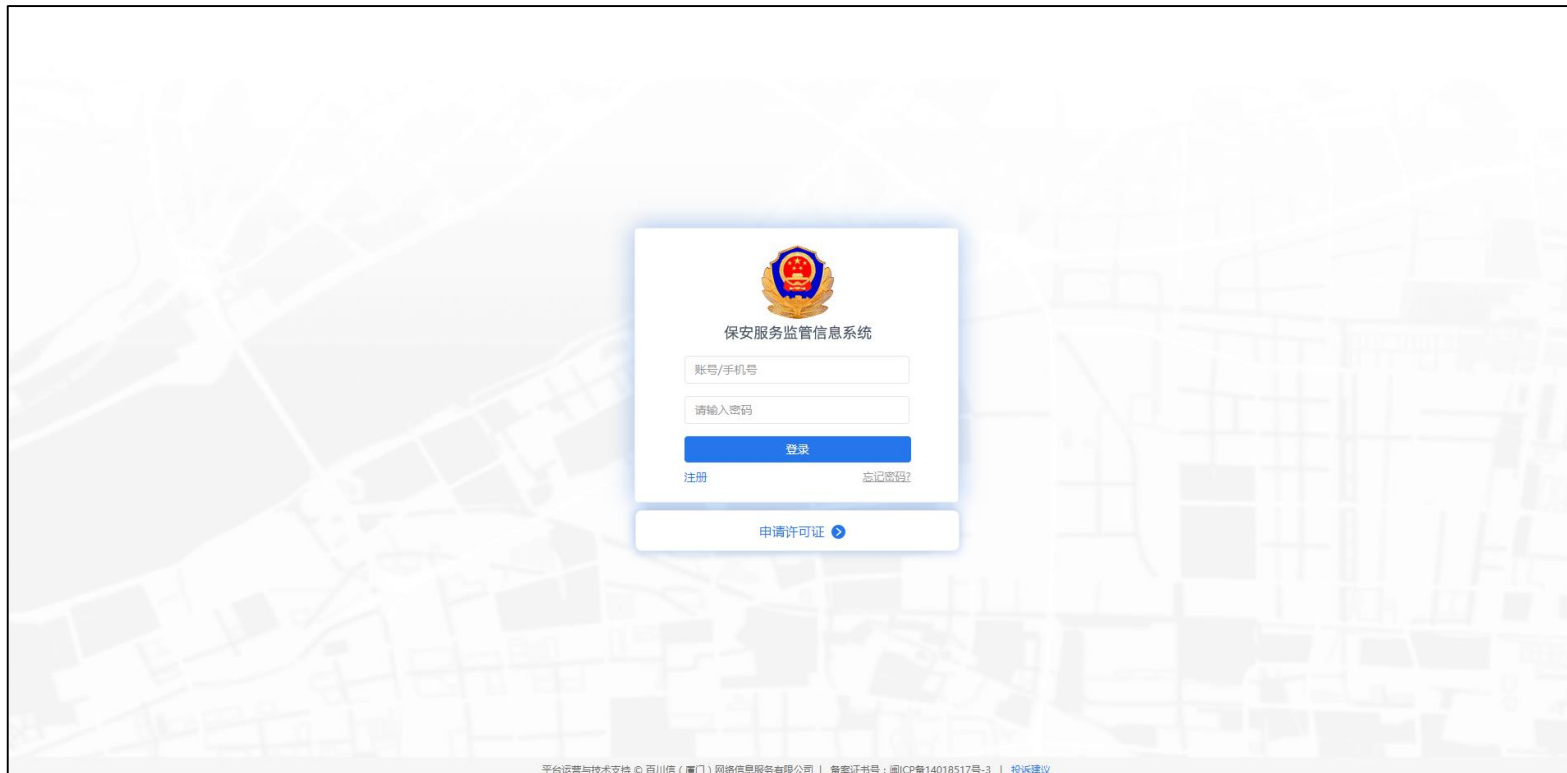 保安服务监管信息系统
账号/手机号
请输入密码
登录
注册 忘记密码?
申请许可证
平台运营与技术支持 © 百川信（厦门）网络信息服务有限公司 | 备案证书号：闽ICP备14018517号-3 | 投诉建议